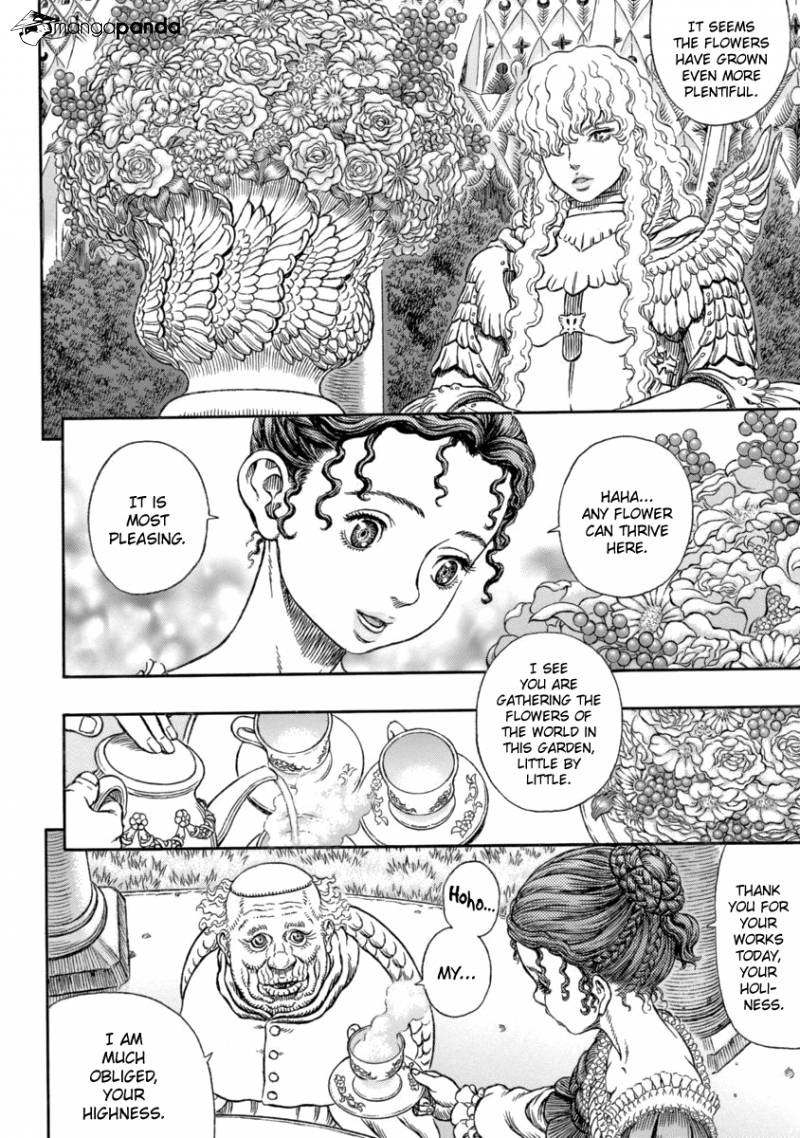 mangapanda
IT SEEMS
THE FLOWERS
HAVE GROWN
EVEN MORE
PLENTIFUL.
HAHA...
ANY FLOWER
CAN THRIVE
HERE.
IT IS
MOST
PLEASING.
I SEE
YOU ARE
GATHERING THE
FLOWERS OF
THE WORLD IN
THIS GARDEN,
LITTLE BY
LITTLE.
THANK
YOU FOR
YOUR
WORKS
TODAY,
YOUR
HOLI-
NESS.
Hoho...
MY...
I AM
MUCH
OBLIGED,
YOUR
HIGHNESS.